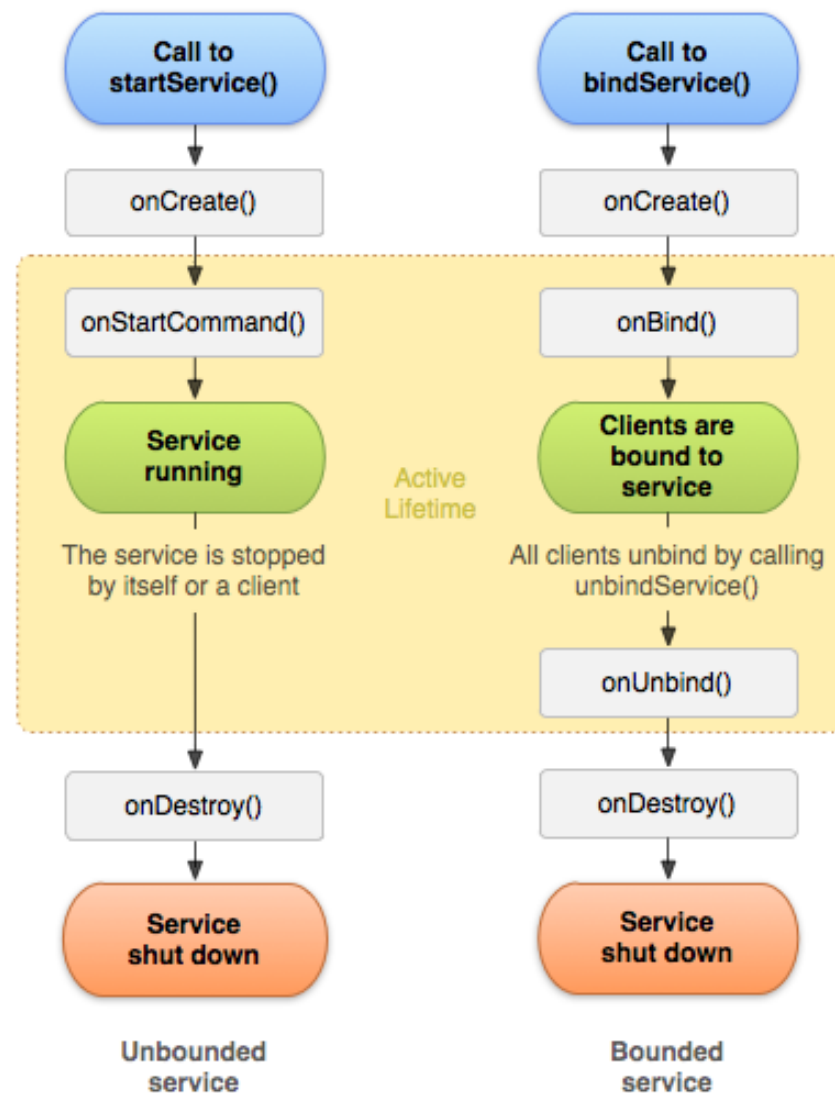 Call to
startService()
onCreate()
onStartCommand()
Service
running
The service is stopped
by itself or a client
onDestroy()
Service
shut down
Unbounded
service
Active
Lifetime
Call to
bindService()
onCreate()
onBind()
Clients are
bound to
service
All clients unbind by calling
unbindService()
onUnbind()
onDestroy()
Service
shut down
Bounded
service